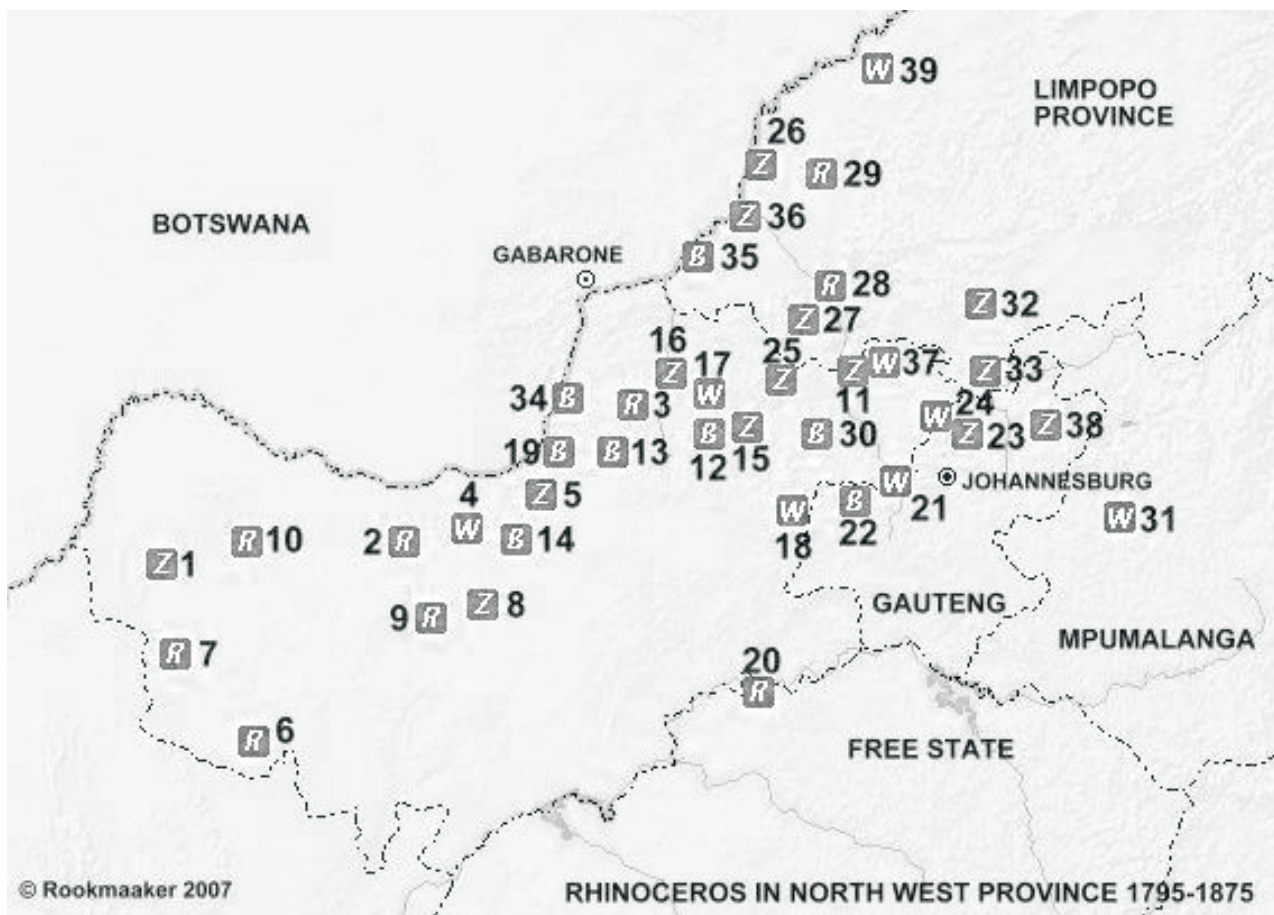 W 39
LIMPOPO
PROVINCE
26
Z
R 29
BOTSWANA
Z 36
GABARONE
B 35
R 28
Z 32
Z 27
16
17
25
Z
W
Z
Z
11
W 37
Z 33
34 B
R 3
24
W
Z 23
Z 38
19 B
B 13
B
12
Z
15
B 30
JOHANNESBURG
4
W
Z 5
W
18
B
22
W
21
W 31
Z 1
R 10
2 R
B 14
9 R
Z 8
GAUTENG
MPUMALANGA
R 7
20
R
R 6
FREE STATE
© Rookmaaker 2007
RHINOCEROS IN NORTH WEST PROVINCE 1795-1875